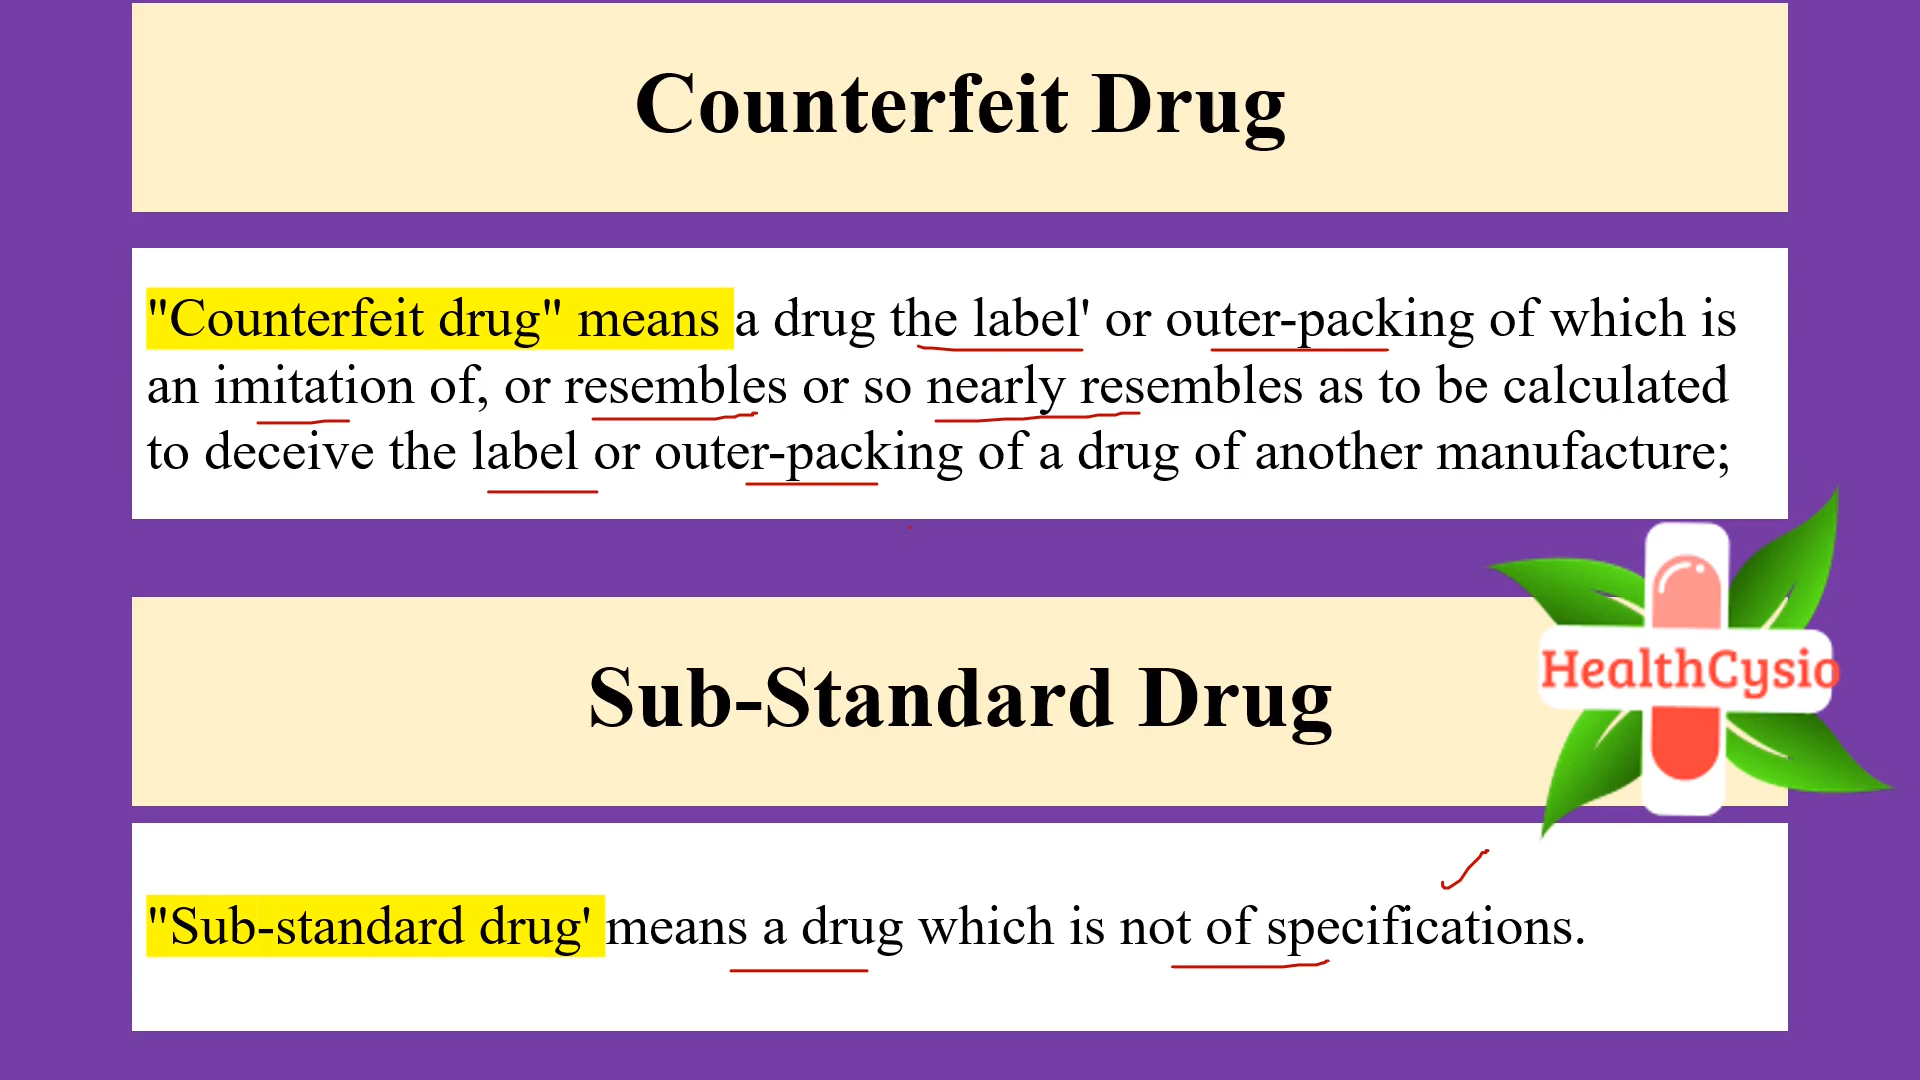 Counterfeit Drug
"Counterfeit drug" means a drug the label' or outer-packing of which is
an imitation of, or resembles or so nearly resembles as to be calculated
to deceive the label or outer-packing of a drug of another manufacture;
HealthCysio
Sub-Standard Drug
"Sub-standard drug' means a drug which is not of specifications.